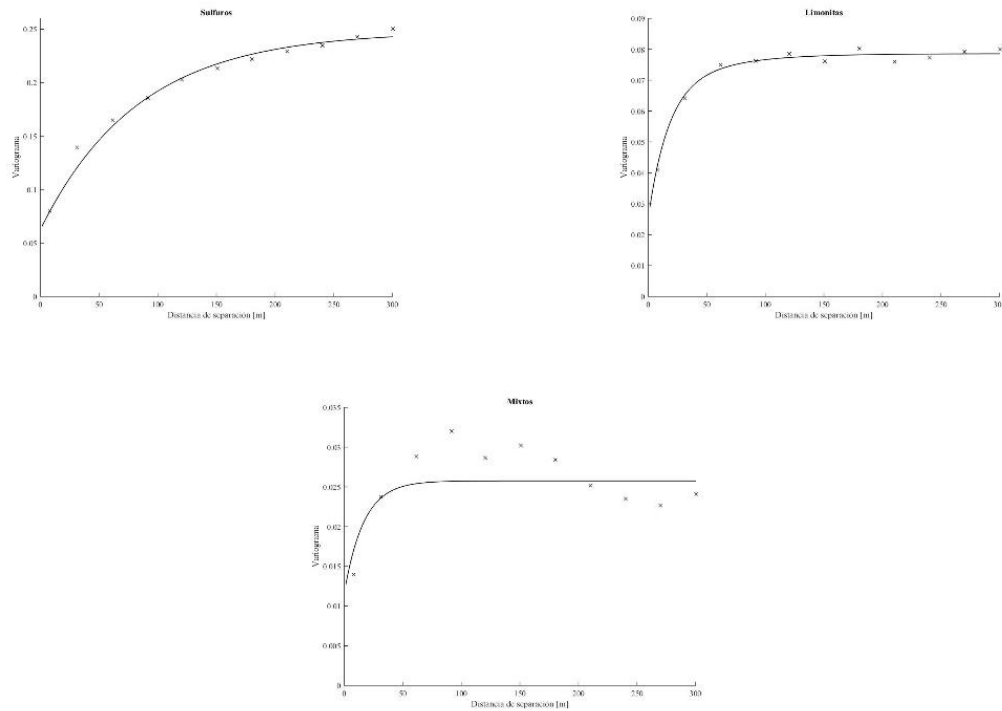 Sulfuros
0.25
0.2
0.15
0.1
0.05
0
Variograma
0 50 100 150 200 250 300
Distancia de separación [m]
Limonitas
0.09
0.08
0.07
0.06
0.05
0.04
0.03
0.02
0.01
0
Variograma
0 50 100 150 200 250 300
Distancia de separación [m]
Mixtos
0.035
0.03
0.025
0.02
0.015
0.01
0.005
0
Variograma
0 50 100 150 200 250 300
Distancia de separación [m]